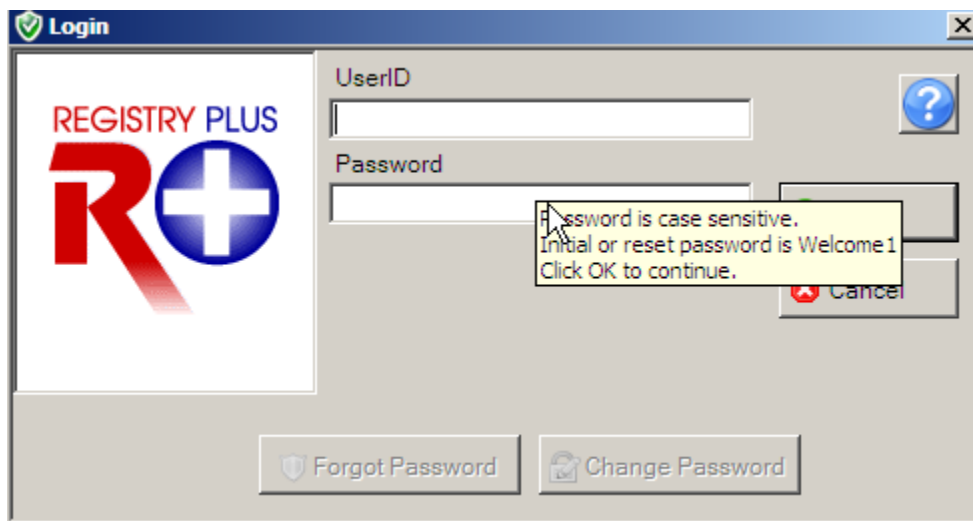 Login
UserID
REGISTRY PLUS
R
Password
Password is case sensitive.
Initial or reset password is Welcome1
Click OK to continue.
Cancel
Forgot Password
Change Password